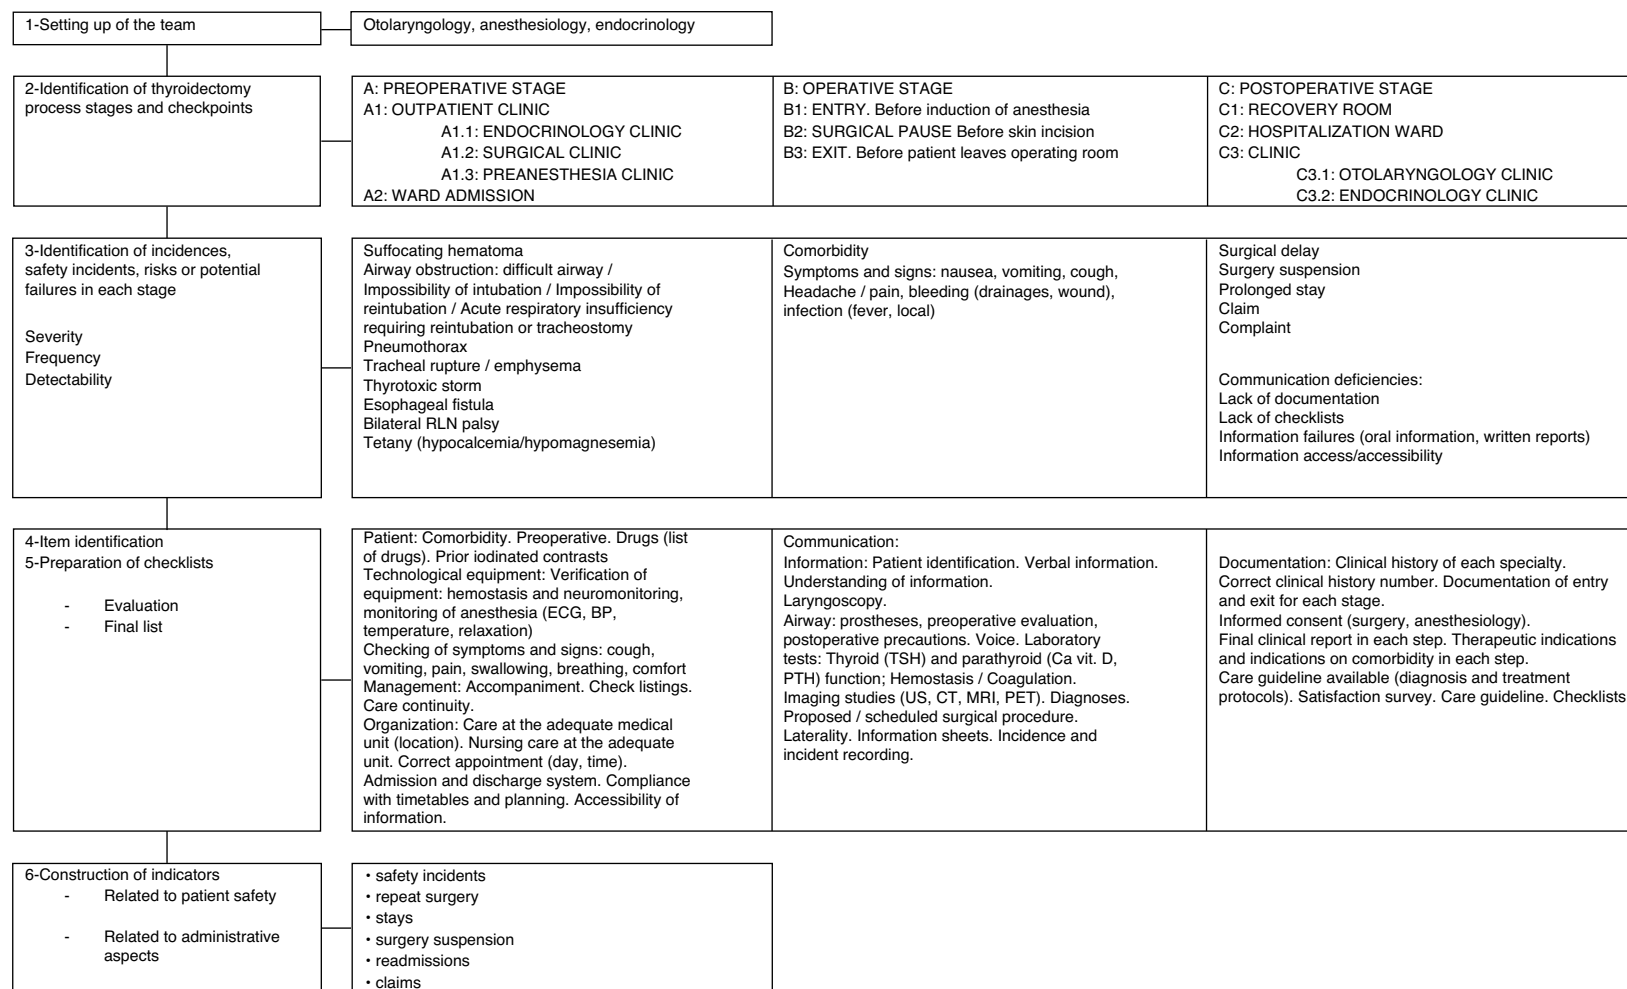 1-Setting up of the team
Otolaryngology, anesthesiology, endocrinology
2-Identification of thyroidectomy
process stages and checkpoints
A: PREOPERATIVE STAGE
A1: OUTPATIENT CLINIC
A1.1: ENDOCRINOLOGY CLINIC
A1.2: SURGICAL CLINIC
A1.3: PREANESTHESIA CLINIC
A2: WARD ADMISSION
B: OPERATIVE STAGE
B1: ENTRY. Before induction of anesthesia
B2: SURGICAL PAUSE Before skin incision
B3: EXIT. Before patient leaves operating room
C: POSTOPERATIVE STAGE
C1: RECOVERY ROOM
C2: HOSPITALIZATION WARD
C3: CLINIC
C3.1: OTOLARYNGOLOGY CLINIC
C3.2: ENDOCRINOLOGY CLINIC
3-Identification of incidences,
safety incidents, risks or potential
failures in each stage
Severity
Frequency
Detectability
Suffocating hematoma
Airway obstruction: difficult airway /
Impossibility of intubation / Impossibility of
reintubation / Acute respiratory insufficiency
requiring reintubation or tracheostomy
Pneumothorax
Tracheal rupture / emphysema
Thyrotoxic storm
Esophageal fistula
Bilateral RLN palsy
Tetany (hypocalcemia/hypomagnesemia)
Comorbidity
Symptoms and signs: nausea, vomiting, cough,
Headache / pain, bleeding (drainages, wound),
infection (fever, local)
Surgical delay
Surgery suspension
Prolonged stay
Claim
Complaint
Communication deficiencies:
Lack of documentation
Lack of checklists
Information failures (oral information, written reports)
Information access/accessibility
4-Item identification
5-Preparation of checklists
- Evaluation
- Final list
Patient: Comorbidity. Preoperative. Drugs (list
of drugs). Prior iodinated contrasts
Technological equipment: Verification of
equipment: hemostasis and neuromonitoring,
monitoring of anesthesia (ECG, BP,
temperature, relaxation)
Checking of symptoms and signs: cough,
vomiting, pain, swallowing, breathing, comfort
Management: Accompaniment. Check listings.
Care continuity.
Organization: Care at the adequate medical
unit (location). Nursing care at the adequate
unit. Correct appointment (day, time).
Admission and discharge system. Compliance
with timetables and planning. Accessibility of
information.
Communication:
Information: Patient identification. Verbal information.
Understanding of information.
Laryngoscopy.
Airway: prostheses, preoperative evaluation,
postoperative precautions. Voice. Laboratory
tests: Thyroid (TSH) and parathyroid (Ca vit. D,
PTH) function; Hemostasis / Coagulation.
Imaging studies (US, CT, MRI, PET). Diagnoses.
Proposed / scheduled surgical procedure.
Laterality. Information sheets. Incidence and
incident recording.
Documentation: Clinical history of each specialty.
Correct clinical history number. Documentation of entry
and exit for each stage.
Informed consent (surgery, anesthesiology).
Final clinical report in each step. Therapeutic indications
and indications on comorbidity in each step.
Care guideline available (diagnosis and treatment
protocols). Satisfaction survey. Care guideline. Checklists
6-Construction of indicators
- Related to patient safety
- Related to administrative
aspects
• safety incidents
• repeat surgery
• stays
• surgery suspension
• readmissions
• claims